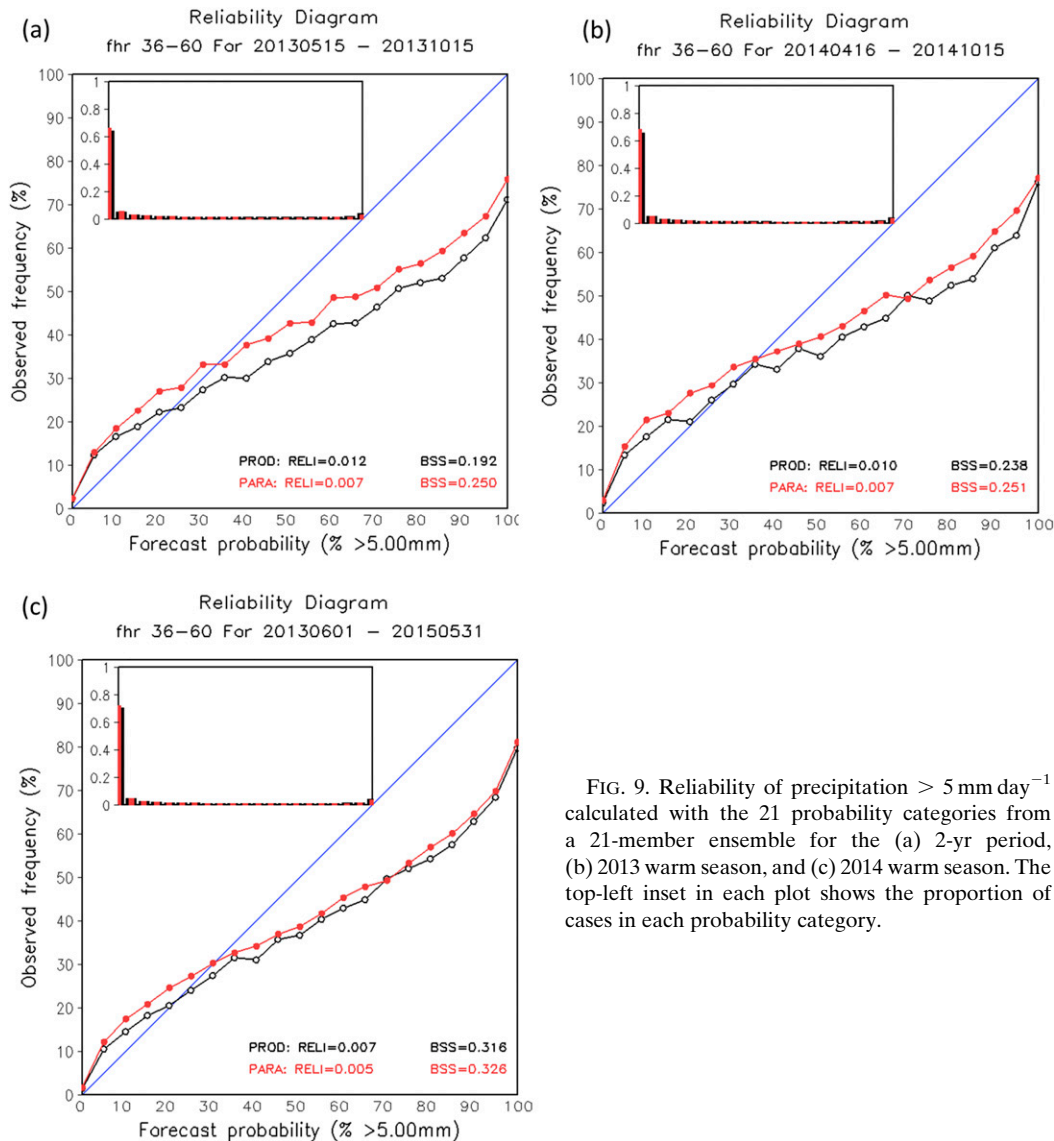 (a)
Reliability Diagram
fhr 36–60 For 20130515 – 20131015
100
90
80
70
60
50
40
30
20
10
0
Observed frequency (%)
1
0.8
0.6
0.4
0.2
0
PROD: RELI=0.012 BSS=0.192
PARA: RELI=0.007 BSS=0.250
0 10 20 30 40 50 60 70 80 90 100
Forecast probability (% >5.00mm)
(b)
Reliability Diagram
fhr 36–60 For 20140416 – 20141015
100
90
80
70
60
50
40
30
20
10
0
Observed frequency (%)
1
0.8
0.6
0.4
0.2
0
PROD: RELI=0.010 BSS=0.238
PARA: RELI=0.007 BSS=0.251
0 10 20 30 40 50 60 70 80 90 100
Forecast probability (% >5.00mm)
(c)
Reliability Diagram
fhr 36–60 For 20130601 – 20150531
100
90
80
70
60
50
40
30
20
10
0
Observed frequency (%)
1
0.8
0.6
0.4
0.2
0
PROD: RELI=0.007 BSS=0.316
PARA: RELI=0.005 BSS=0.326
0 10 20 30 40 50 60 70 80 90 100
Forecast probability (% >5.00mm)
FIG. 9. Reliability of precipitation > 5 mm day⁻¹
calculated with the 21 probability categories from
a 21-member ensemble for the (a) 2-yr period,
(b) 2013 warm season, and (c) 2014 warm season. The
top-left inset in each plot shows the proportion of
cases in each probability category.